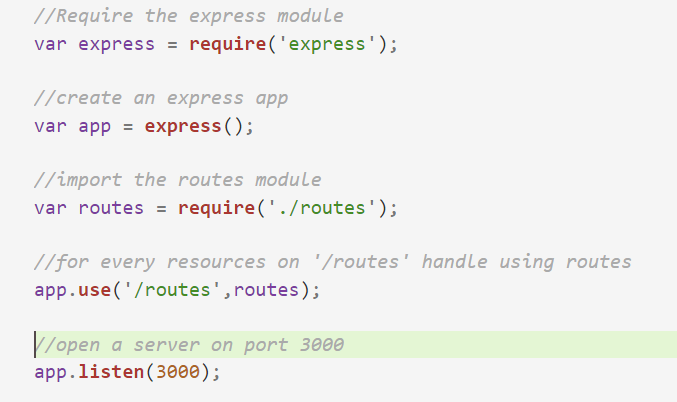 //Require the express module
var express = require('express');
//create an express app
var app = express();
//import the routes module
var routes = require('./routes');
//for every resources on '/routes' handle using routes
app.use('/routes',routes);
//open a server on port 3000
app.listen(3000);